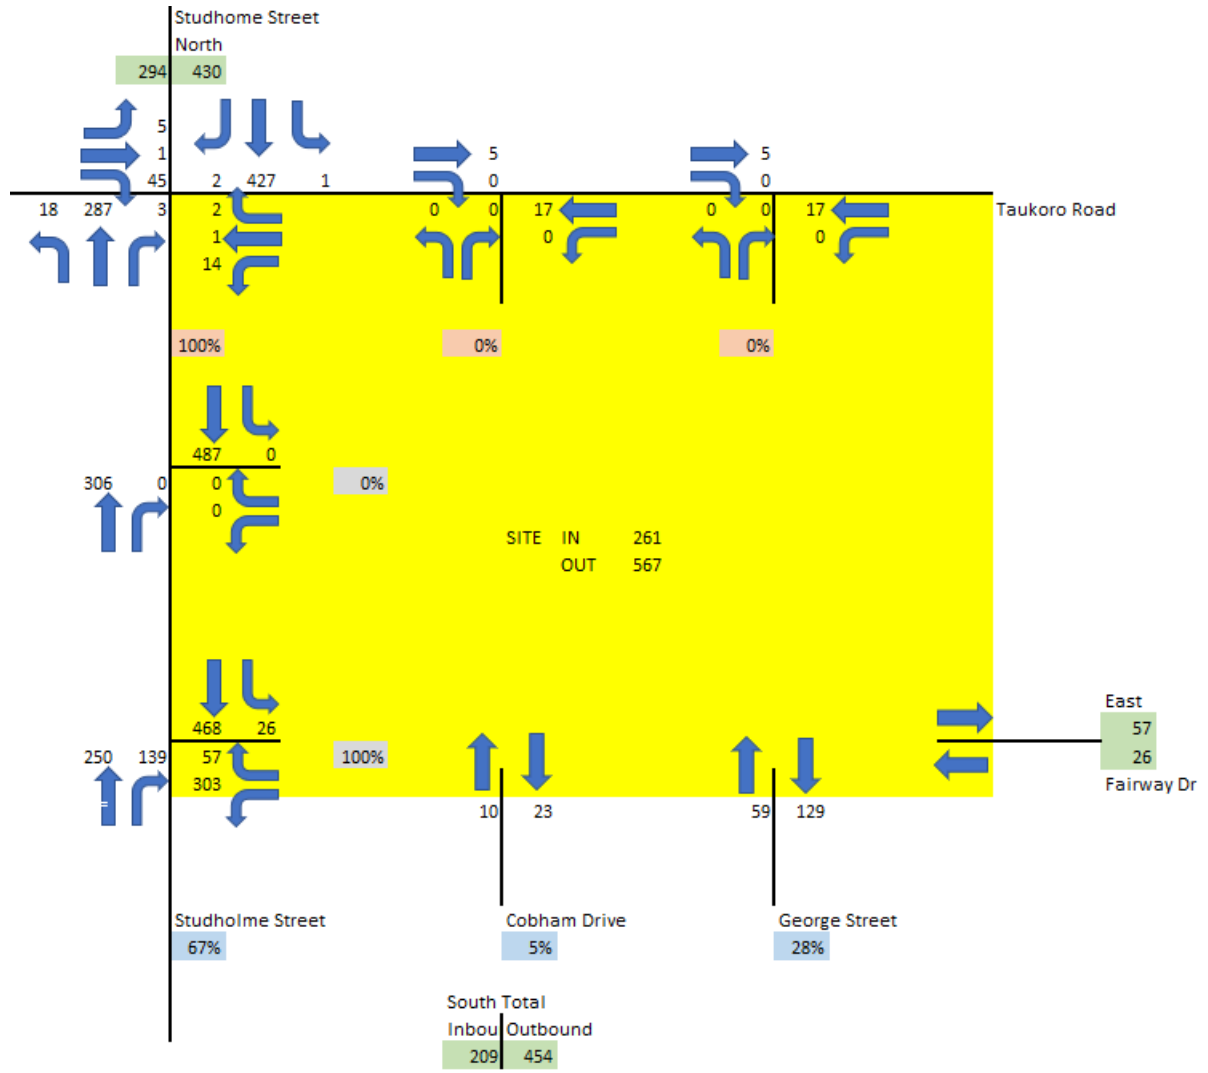 Studhome Street
North
294 430
5
1
45 2 427 1
5
0
5
0
18 287 3 2
1
14
0 0 17
0
0 0 17
0
Taukoro Road
100% 0% 0%
487 0
306 0 0
0
0%
SITE IN 261
OUT 567
468 26
250 139 57
303
100%
=
10 23
59 129
East
57
26
Fairway Dr
Studholme Street Cobham Drive George Street
67% 5% 28%
South Total
Inbou Outbound
209 454